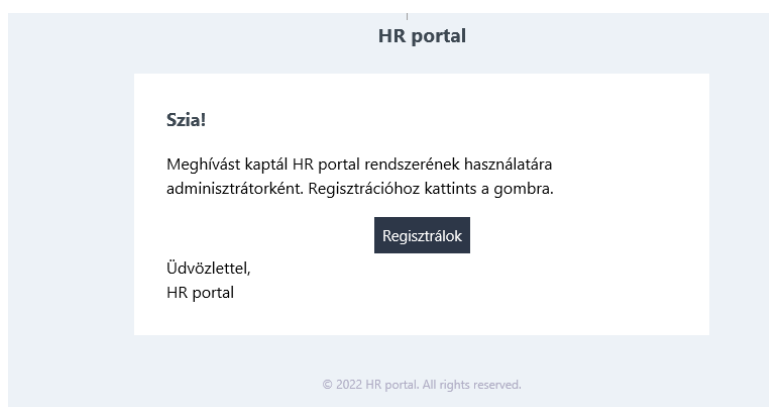 HR portal
Szia!
Meghívást kaptál HR portal rendszerének használatára
adminisztrátorként. Regisztrációhoz kattints a gombra.
Regisztrálok
Üdvözlettel,
HR portal
© 2022 HR portal. All rights reserved.